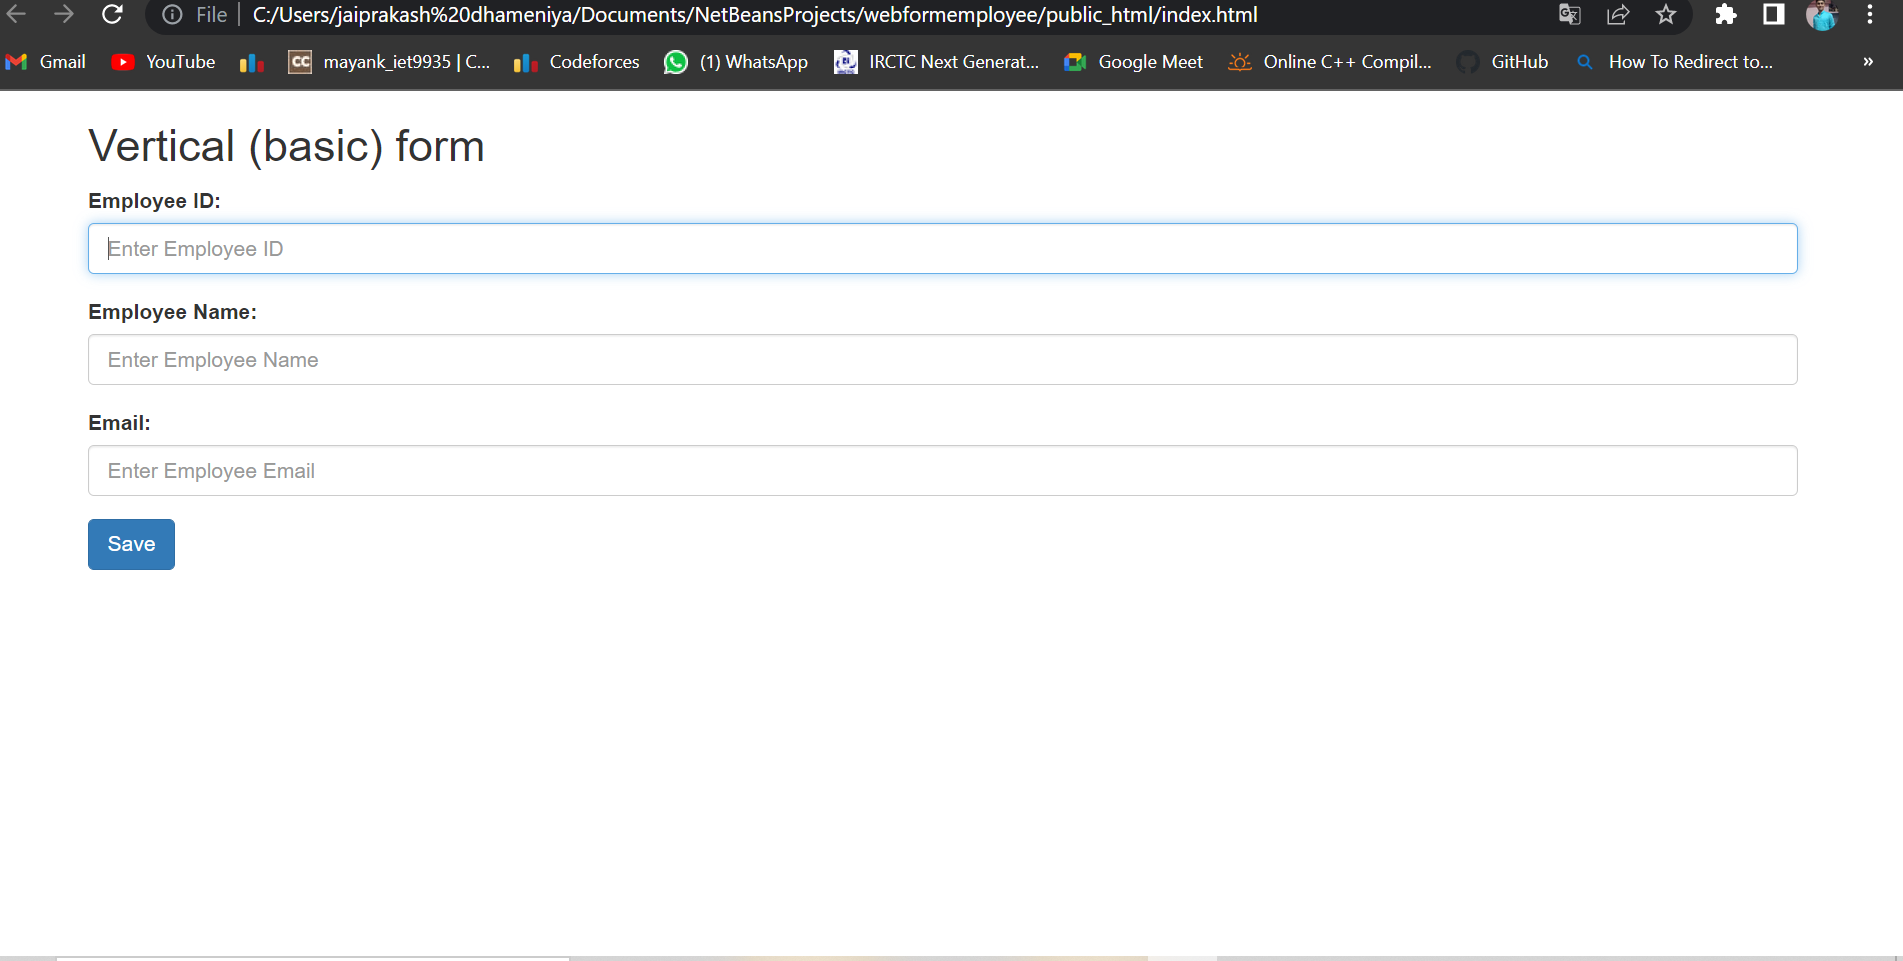 File C:/Users/jaiprakash%20dhameniya/Documents/NetBeansProjects/webformemployee/public_html/index.html
Gmail YouTube CC mayank_iet9935 | C... Codeforces (1) WhatsApp IRCTC Next Generat... Google Meet Online C++ Compil... GitHub How To Redirect to... »
Vertical (basic) form
Employee ID:
Enter Employee ID
Employee Name:
Enter Employee Name
Email:
Enter Employee Email
Save